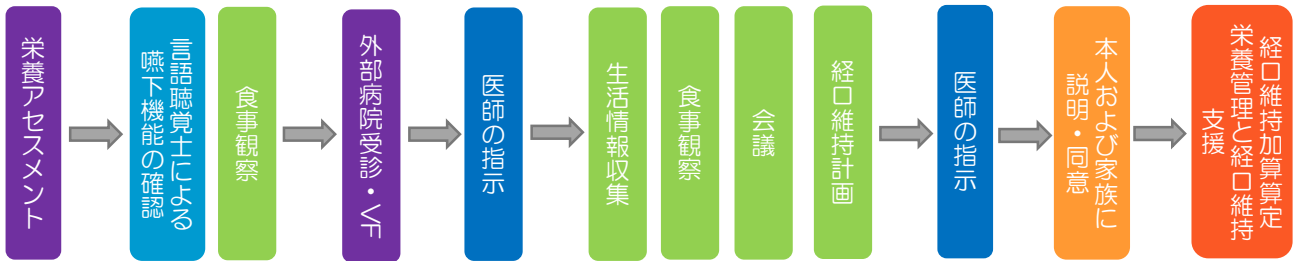 栄養アセスメント
言語聴覚士による
嚥下機能の確認
食事観察
外部病院受診・VF
医師の指示
生活情報収集
食事観察
会議
経口維持計画
医師の指示
本人および家族に
説明・同意
経口維持加算算定
栄養管理と経口維持
支援